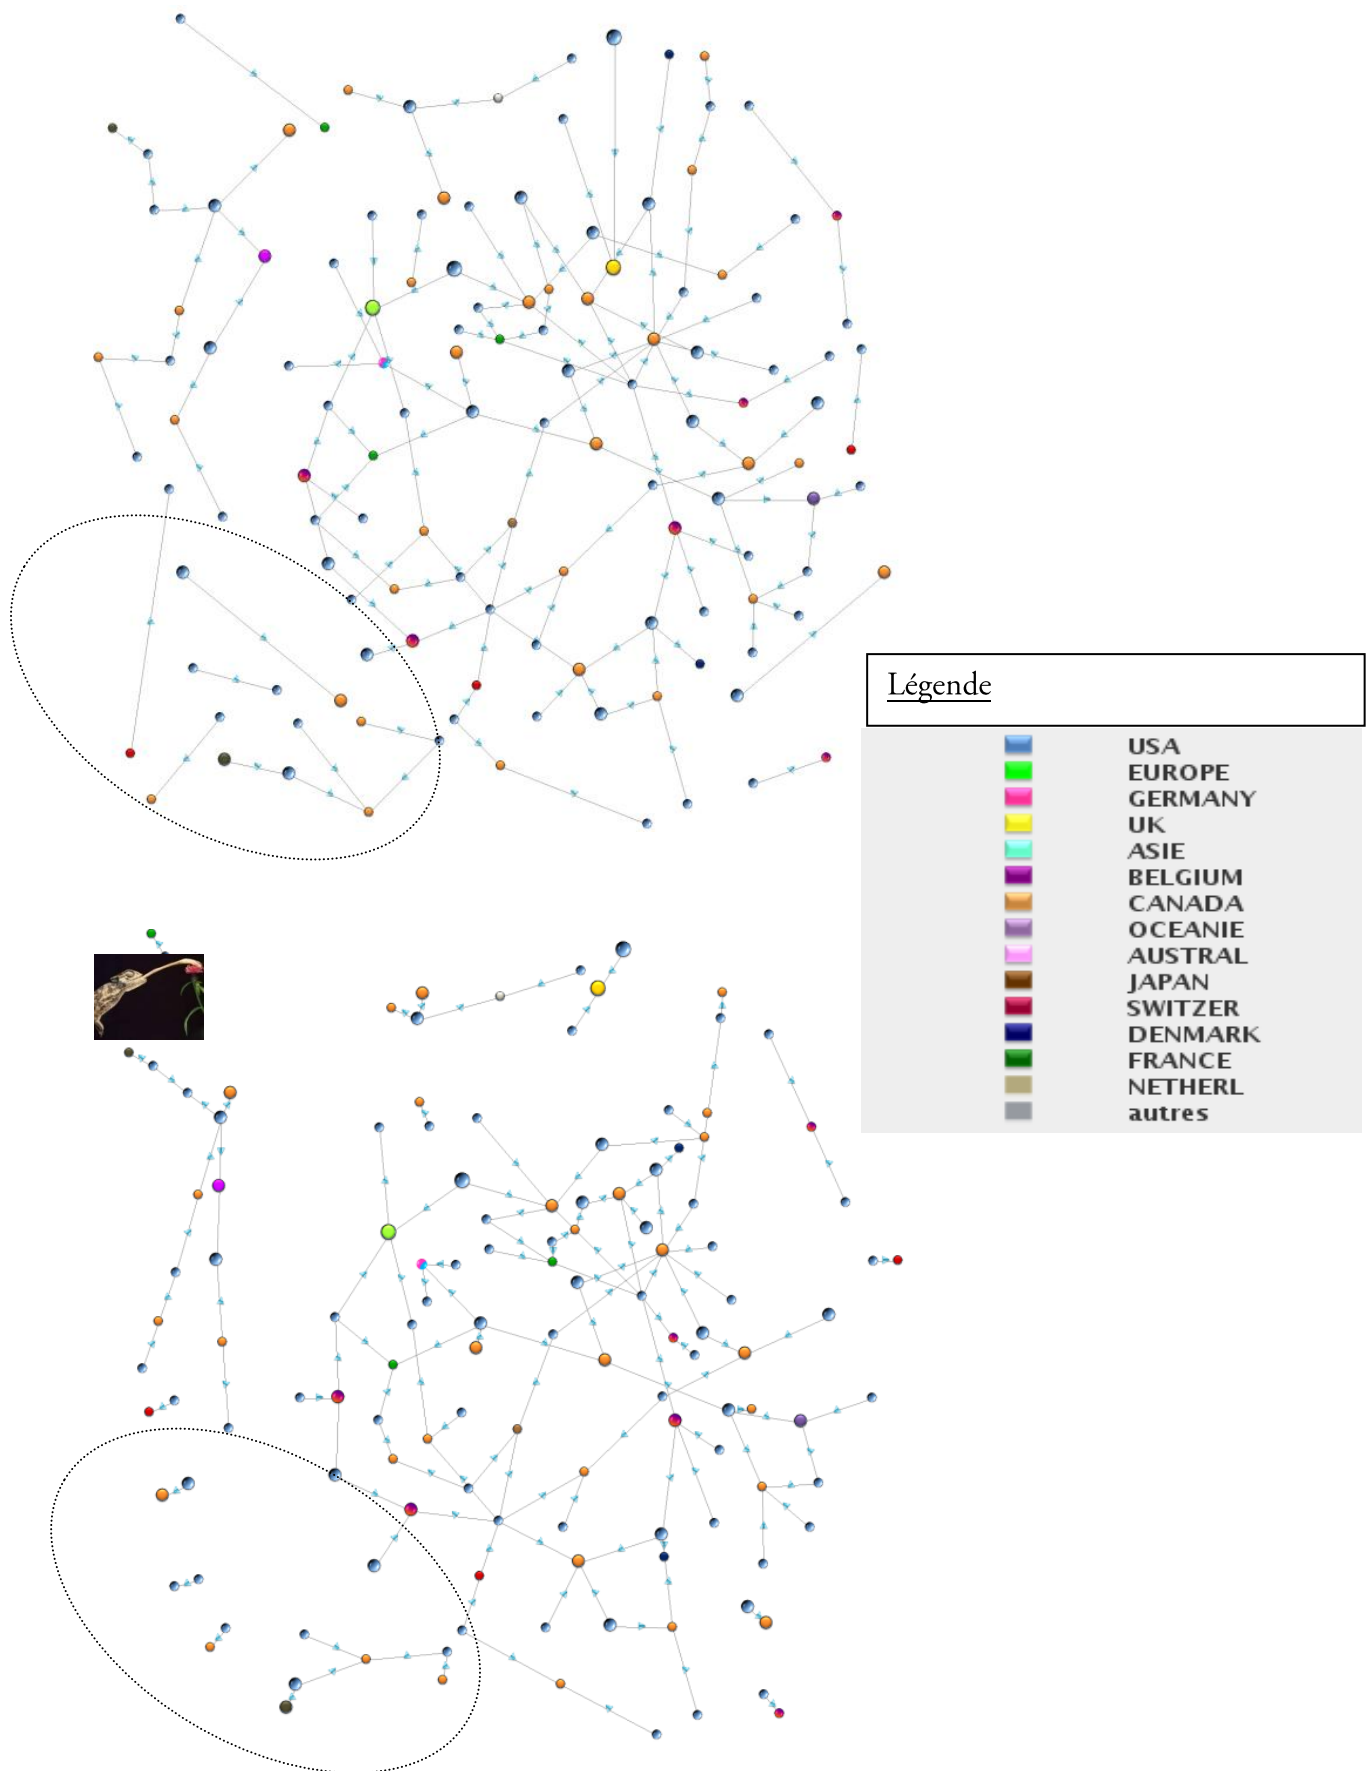 Légende
USA
EUROPE
GERMANY
UK
ASIE
BELGIUM
CANADA
OCEANIE
AUSTRAL
JAPAN
SWITZER
DENMARK
FRANCE
NETHERL
autres